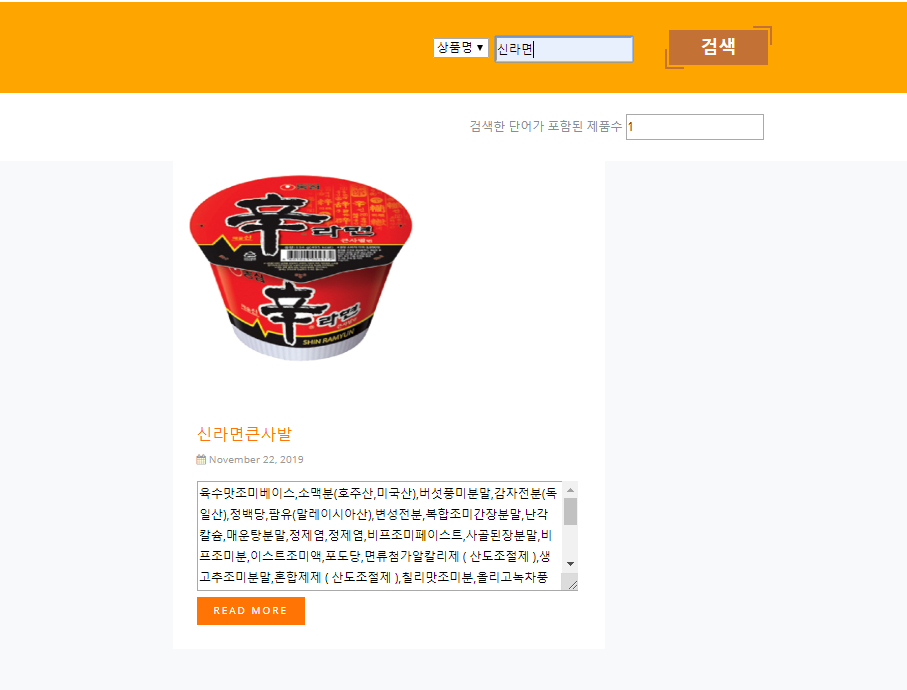 상품명 ▼ 신라면 검색
검색한 단어가 포함된 제품수 1
농심
辛라면
큰사발면
농심
辛라면
SHIN RAMYUN
신라면큰사발
November 22, 2019
육수맛조미베이스,소맥분(호주산,미국산),버섯풍미분말,감자전분(독
일산),정백당,팜유(말레이시아산),변성전분,복합조미간장분말,난각
칼슘,매운탕분말,정제염,정제염,비프조미페이스트,사골된장분말,비
프조미분,이스트조미액,포도당,면류첨가알칼리제 ( 산도조절제 ),생
고추조미분말,혼합제제 ( 산도조절제 ),칠리맛조미분,올리고녹차풍
READ MORE